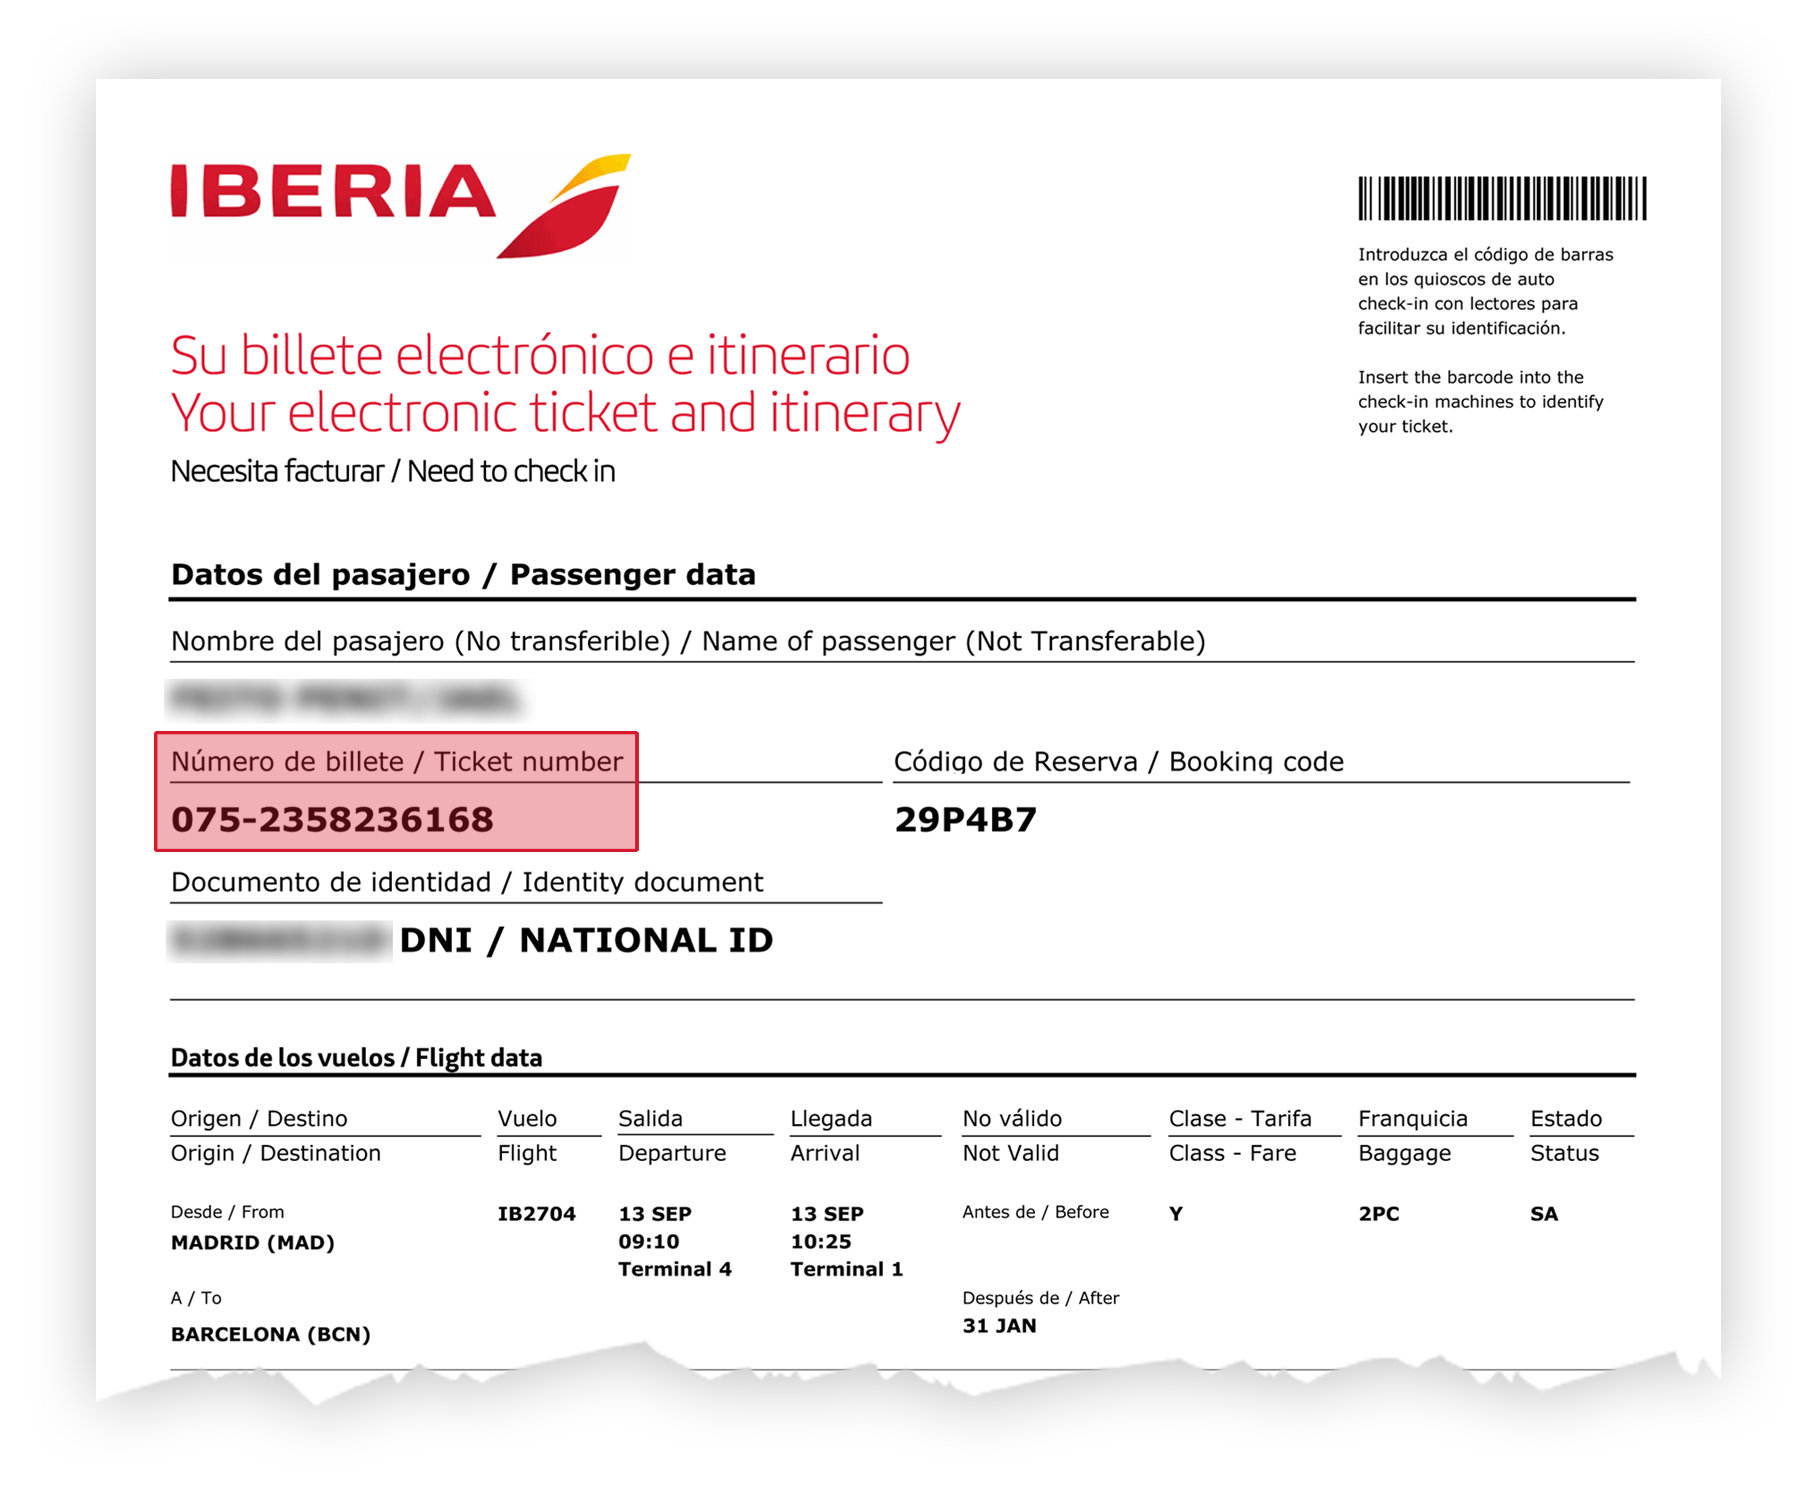 IBERIA
Introduzca el código de barras
en los quioscos de auto
check-in con lectores para
facilitar su identificación.
Insert the barcode into the
check-in machines to identify
your ticket.
Su billete electrónico e itinerario
Your electronic ticket and itinerary
Necesita facturar / Need to check in
Datos del pasajero / Passenger data
Nombre del pasajero (No transferible) / Name of passenger (Not Transferable)
Número de billete / Ticket number
075-2358236168
Código de Reserva / Booking code
29P4B7
Documento de identidad / Identity document
DNI / NATIONAL ID
Datos de los vuelos / Flight data
Origen / Destino Vuelo Salida Llegada No válido Clase - Tarifa Franquicia Estado
Origin / Destination Flight Departure Arrival Not Valid Class - Fare Baggage Status
Desde / From IB2704 13 SEP 13 SEP Antes de / Before Y 2PC SA
MADRID (MAD) 09:10 10:25
Terminal 4 Terminal 1
A / To Después de / After
BARCELONA (BCN) 31 JAN